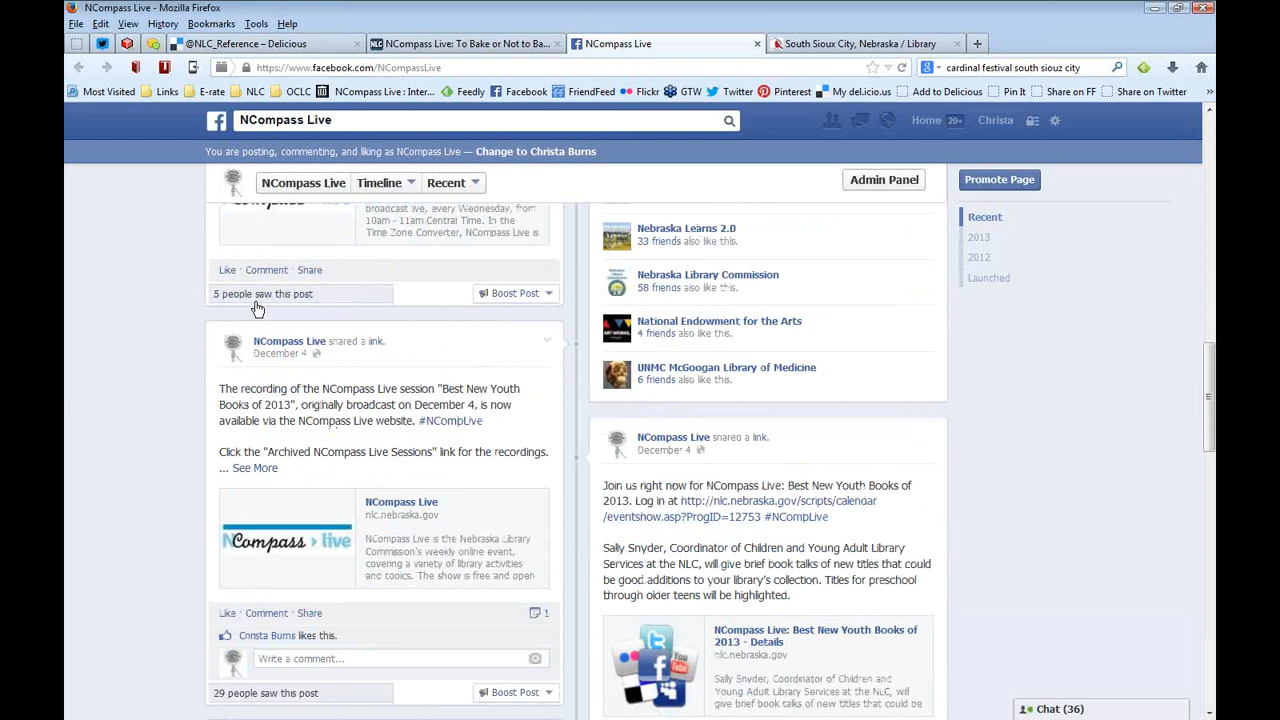 NCompass Live - Mozilla Firefox
File Edit View History Bookmarks Tools Help
@NLC_Reference – Delicious
NCompass Live: To Bake or Not to Ba...
NCompass Live
South Sioux City, Nebraska / Library
https://www.facebook.com/NCompassLive
cardinal festival south siouz city
Most Visited Links E-rate NLC OCLC NCompass Live : Inter... Feedly Facebook FriendFeed Flickr GTW Twitter Pinterest My del.icio.us Add to Delicious Pin It Share on FF Share on Twitter
NCompass Live
Home 20+ Christa
You are posting, commenting, and liking as NCompass Live — Change to Christa Burns
NCompass Live Timeline Recent
Admin Panel
Promote Page
broadcast live, every Wednesday, from
10am - 11am Central Time. In the
Time Zone Converter, NCompass Live is
Like · Comment · Share
5 people saw this post
Boost Post
NCompass Live shared a link.
December 4
The recording of the NCompass Live session "Best New Youth
Books of 2013", originally broadcast on December 4, is now
available via the NCompass Live website. #NCompLive
Click the "Archived NCompass Live Sessions" link for the recordings.
... See More
NCompass live
NCompass Live
nlc.nebraska.gov
NCompass Live is the Nebraska Library
Commission's weekly online event,
covering a variety of library activities
and topics. The show is free and open
Like · Comment · Share
1
Christa Burns likes this.
Write a comment...
29 people saw this post
Boost Post
Nebraska Learns 2.0
33 friends also like this.
Nebraska Library Commission
58 friends also like this.
ART WORKS.
National Endowment for the Arts
4 friends also like this.
UNMC McGoogan Library of Medicine
6 friends also like this.
NCompass Live shared a link.
December 4
Join us right now for NCompass Live: Best New Youth Books of
2013. Log in at http://nlc.nebraska.gov/scripts/calendar
/eventshow.asp?ProgID=12753 #NCompLive
Sally Snyder, Coordinator of Children and Young Adult Library
Services at the NLC, will give brief book talks of new titles that could
be good additions to your library's collection. Titles for preschool
through older teens will be highlighted.
NCompass Live: Best New Youth Books of
2013 - Details
nlc.nebraska.gov
Sally Snyder, Coordinator of Children and
Young Adult Library Services at the NLC, will
give brief book talks of new titles that could be
Recent
2013
2012
Launched
Chat (36)